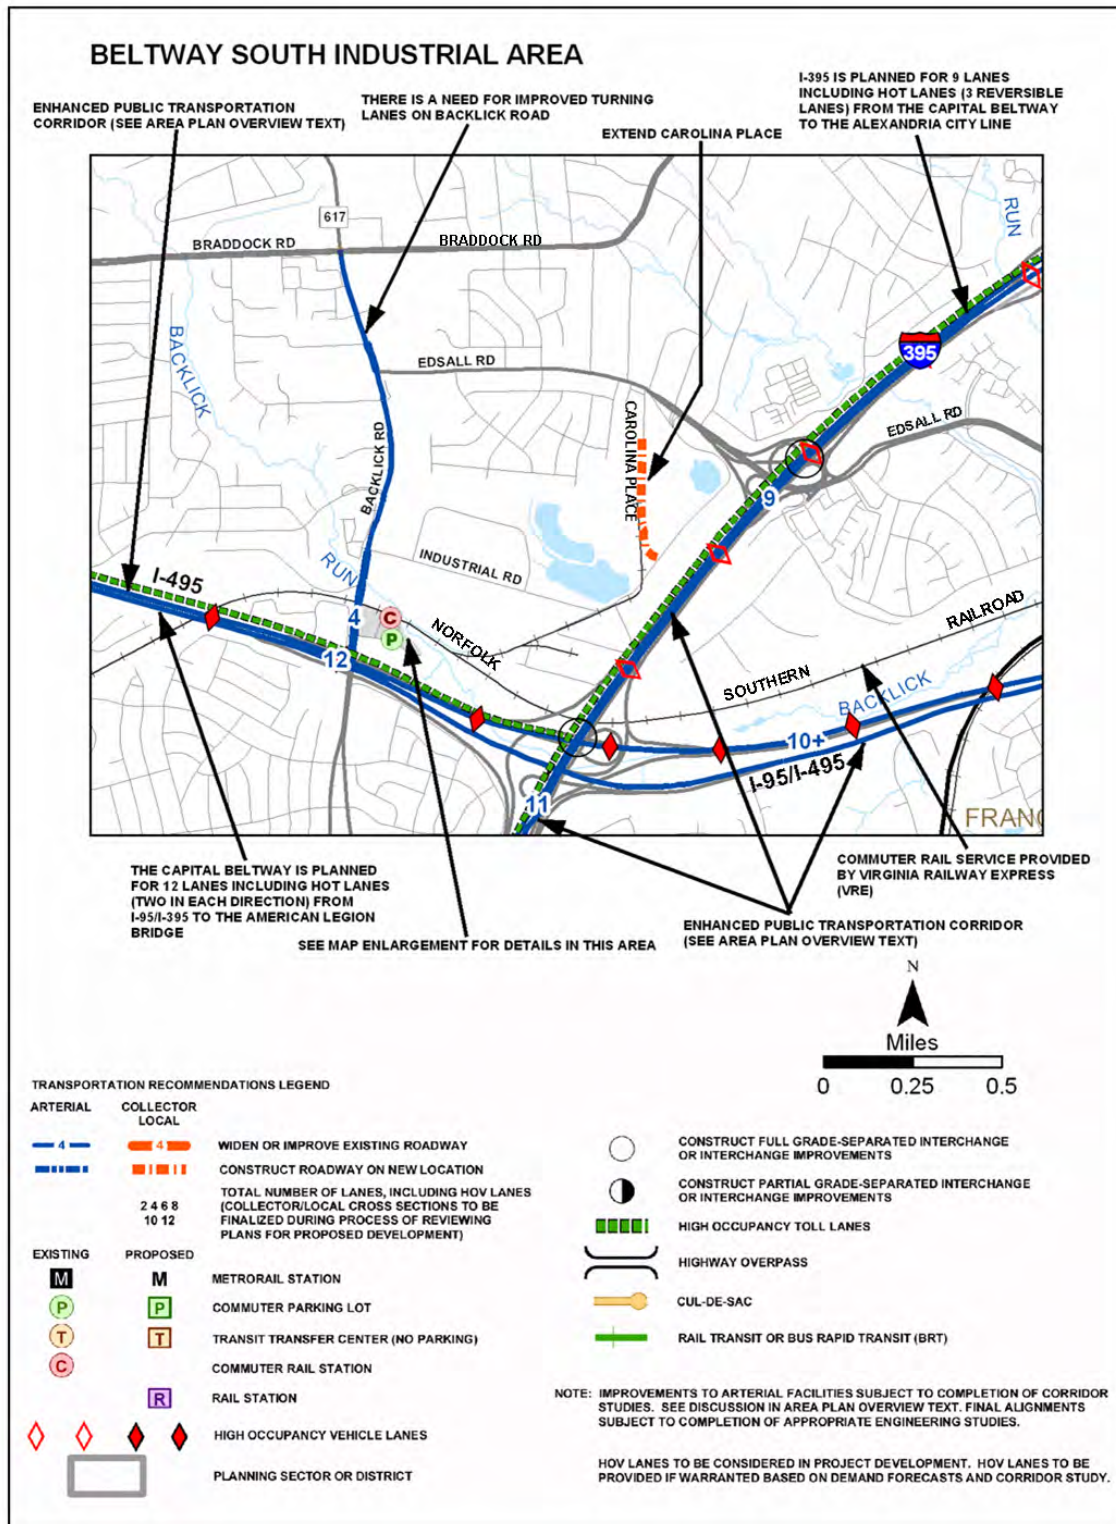 BELTWAY SOUTH INDUSTRIAL AREA
ENHANCED PUBLIC TRANSPORTATION
CORRIDOR (SEE AREA PLAN OVERVIEW TEXT)
THERE IS A NEED FOR IMPROVED TURNING
LANES ON BACKLICK ROAD
EXTEND CAROLINA PLACE
I-395 IS PLANNED FOR 9 LANES
INCLUDING HOT LANES (3 REVERSIBLE
LANES) FROM THE CAPITAL BELTWAY
TO THE ALEXANDRIA CITY LINE
617
BRADDOCK RD
BRADDOCK RD
RUN
BACKLICK
EDSALL RD
395
EDSALL RD
CAROLINA PLACE
BACKLICK RD
9
INDUSTRIAL RD
RUN
I-495
4
C
P
12
NORFOLK
RAILROAD
SOUTHERN
BACKLICK
10+
I-95/I-495
11
FRANC
THE CAPITAL BELTWAY IS PLANNED
FOR 12 LANES INCLUDING HOT LANES
(TWO IN EACH DIRECTION) FROM
I-95/I-395 TO THE AMERICAN LEGION
BRIDGE
SEE MAP ENLARGEMENT FOR DETAILS IN THIS AREA
ENHANCED PUBLIC TRANSPORTATION CORRIDOR
(SEE AREA PLAN OVERVIEW TEXT)
COMMUTER RAIL SERVICE PROVIDED
BY VIRGINIA RAILWAY EXPRESS
(VRE)
N
Miles
0 0.25 0.5
TRANSPORTATION RECOMMENDATIONS LEGEND
ARTERIAL
COLLECTOR
LOCAL
4 4 WIDEN OR IMPROVE EXISTING ROADWAY
CONSTRUCT ROADWAY ON NEW LOCATION
2 4 6 8
10 12
TOTAL NUMBER OF LANES, INCLUDING HOV LANES
(COLLECTOR/LOCAL CROSS SECTIONS TO BE
FINALIZED DURING PROCESS OF REVIEWING
PLANS FOR PROPOSED DEVELOPMENT)
EXISTING PROPOSED
M M METRORAIL STATION
P P COMMUTER PARKING LOT
T T TRANSIT TRANSFER CENTER (NO PARKING)
C COMMUTER RAIL STATION
R RAIL STATION
HIGH OCCUPANCY VEHICLE LANES
PLANNING SECTOR OR DISTRICT
CONSTRUCT FULL GRADE-SEPARATED INTERCHANGE
OR INTERCHANGE IMPROVEMENTS
CONSTRUCT PARTIAL GRADE-SEPARATED INTERCHANGE
OR INTERCHANGE IMPROVEMENTS
HIGH OCCUPANCY TOLL LANES
HIGHWAY OVERPASS
CUL-DE-SAC
RAIL TRANSIT OR BUS RAPID TRANSIT (BRT)
NOTE: IMPROVEMENTS TO ARTERIAL FACILITIES SUBJECT TO COMPLETION OF CORRIDOR
STUDIES. SEE DISCUSSION IN AREA PLAN OVERVIEW TEXT. FINAL ALIGNMENTS
SUBJECT TO COMPLETION OF APPROPRIATE ENGINEERING STUDIES.
HOV LANES TO BE CONSIDERED IN PROJECT DEVELOPMENT. HOV LANES TO BE
PROVIDED IF WARRANTED BASED ON DEMAND FORECASTS AND CORRIDOR STUDY.